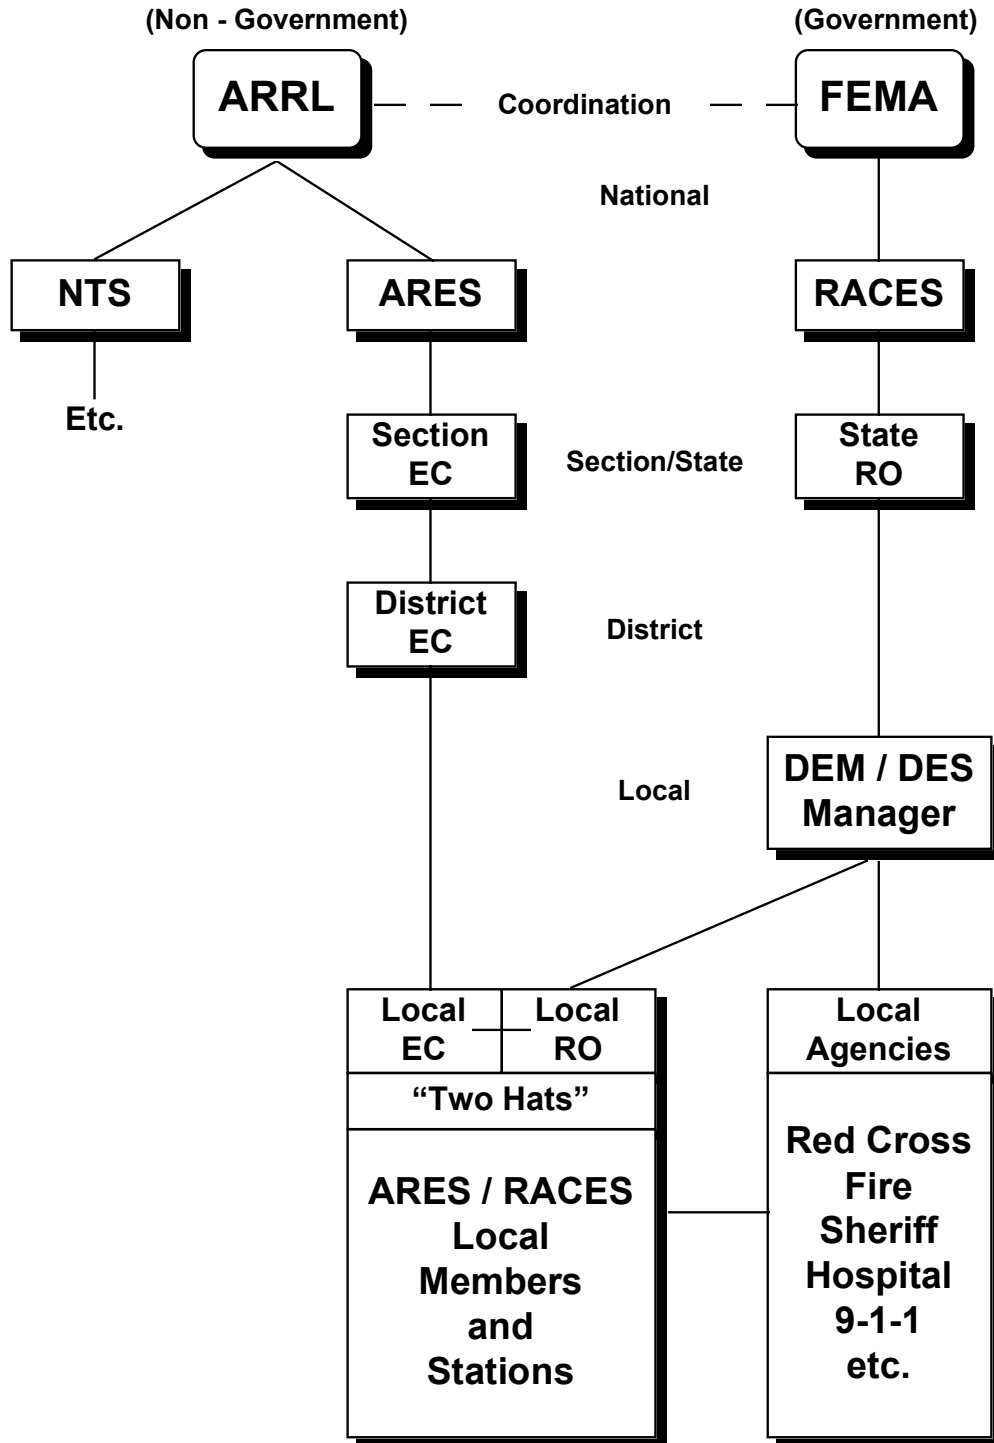 (Non - Government)
(Government)
ARRL
Coordination
FEMA
National
NTS
ARES
RACES
Etc.
Section
EC
Section/State
State
RO
District
EC
District
DEM / DES
Manager
Local
Local
EC
Local
RO
Local
Agencies
“Two Hats”
ARES / RACES
Local
Members
and
Stations
Red Cross
Fire
Sheriff
Hospital
9-1-1
etc.